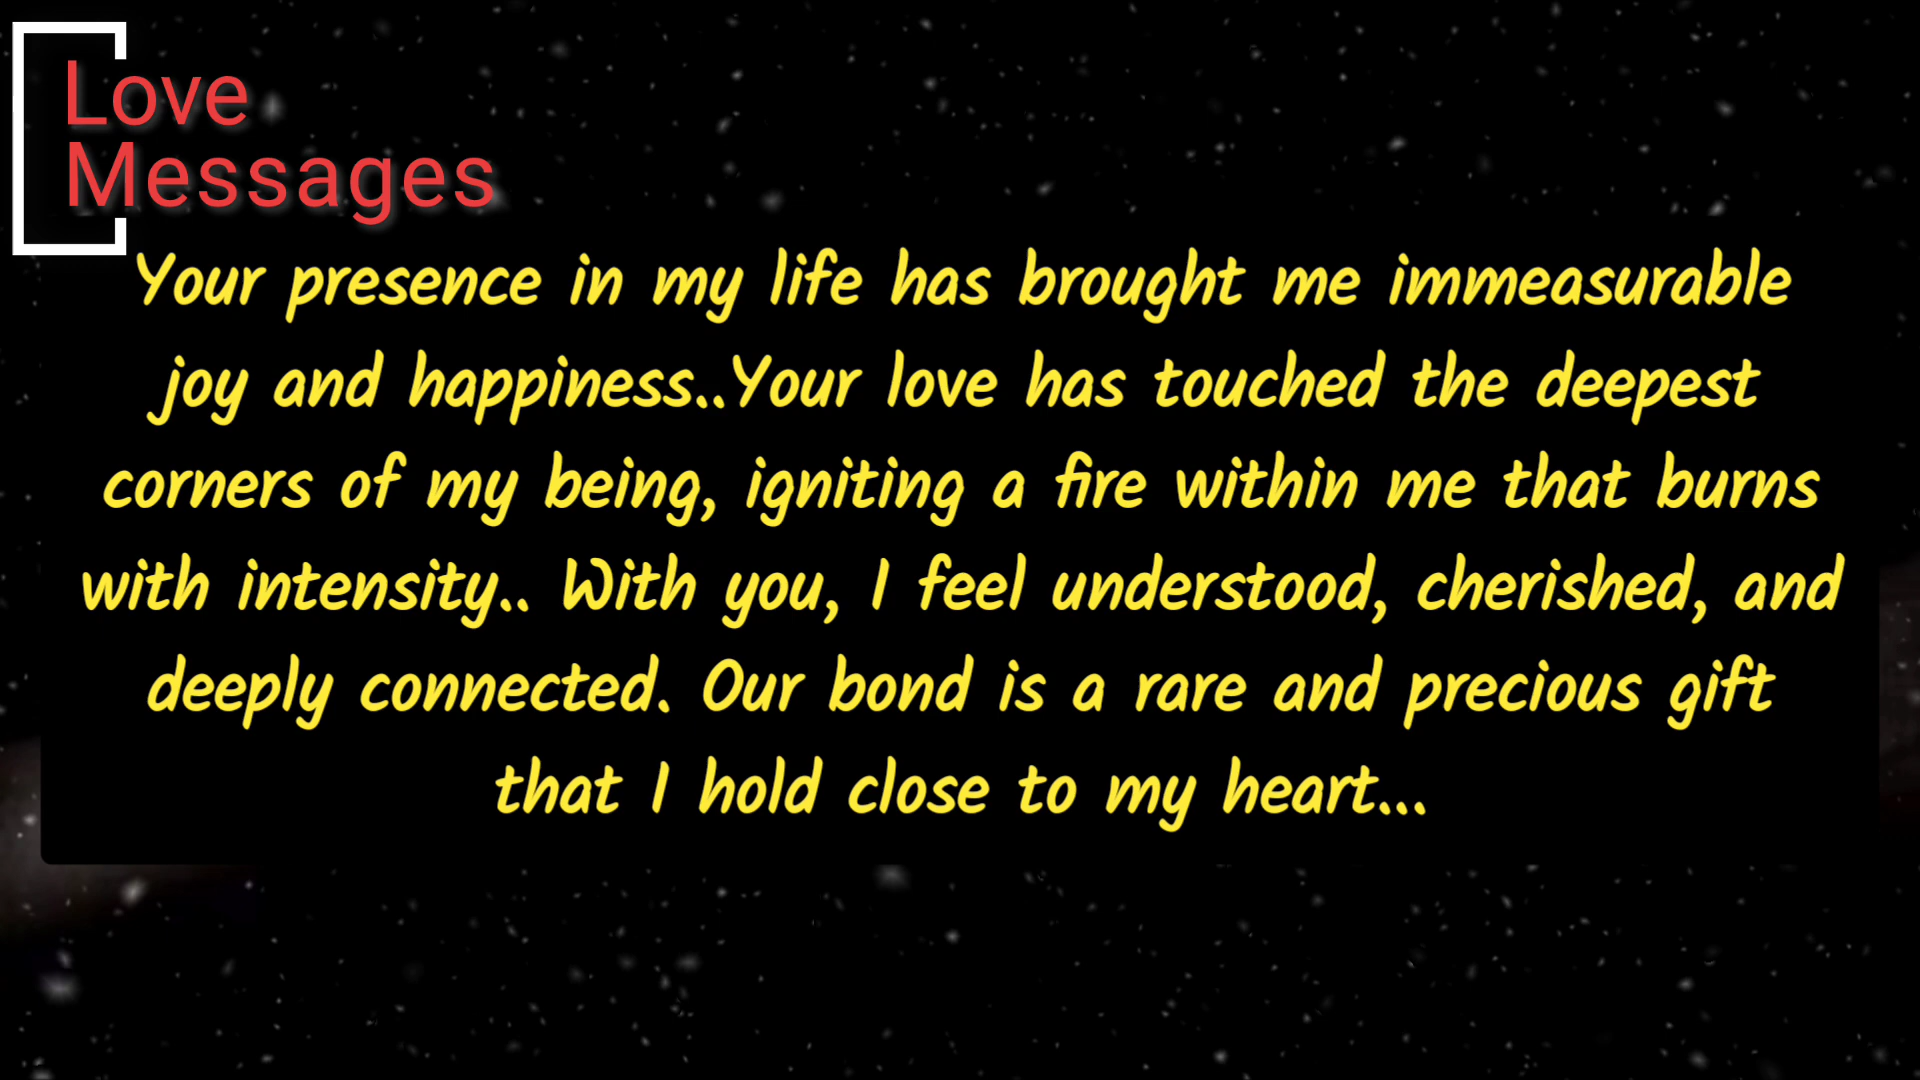 Love
Messages
Your presence in my life has brought me immeasurable
joy and happiness..Your love has touched the deepest
corners of my being, igniting a fire within me that burns
with intensity.. With you, I feel understood, cherished, and
deeply connected. Our bond is a rare and precious gift
that I hold close to my heart...